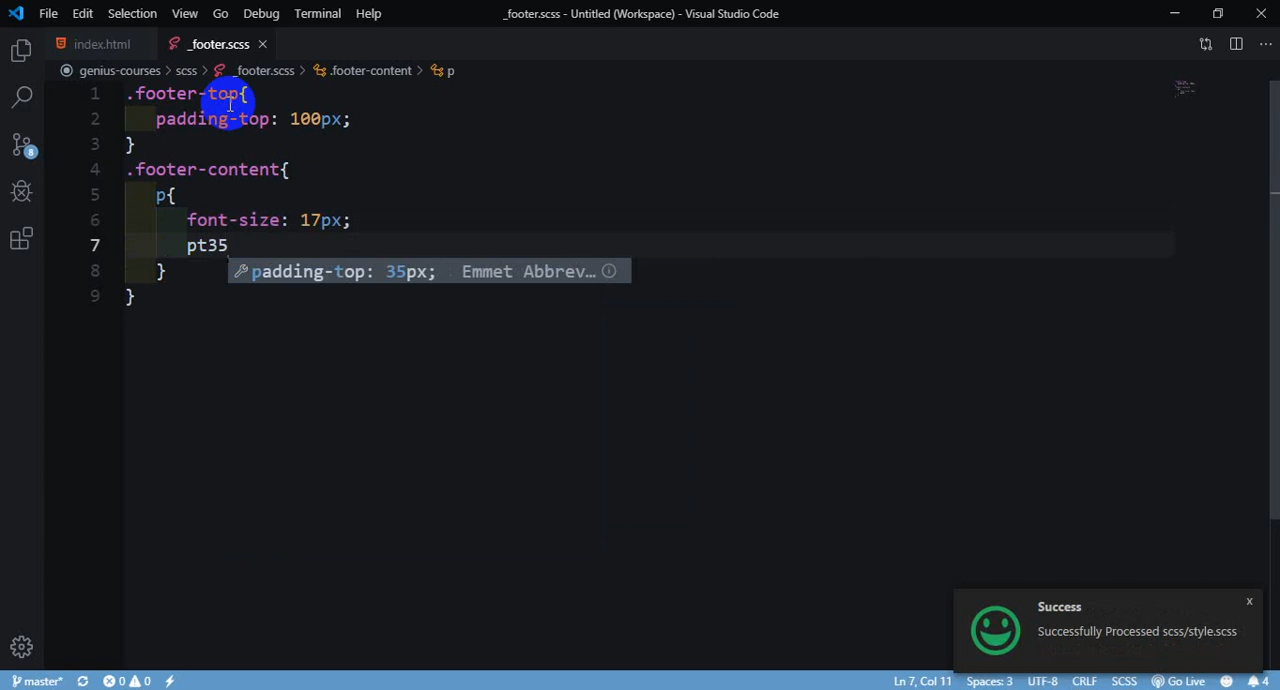 File Edit Selection View Go Debug Terminal Help
_footer.scss - Untitled (Workspace) - Visual Studio Code
index.html
_footer.scss
genius-courses > scss > _footer.scss > .footer-content > p
1 .footer-top{
2 padding-top: 100px;
3 }
4 .footer-content{
5 p{
6 font-size: 17px;
7 pt35
padding-top: 35px; Emmet Abbrev...
8 }
9 }
8
Success x
Successfully Processed scss/style.scss
master* 0 0 Ln 7, Col 11 Spaces: 3 UTF-8 CRLF SCSS Go Live 4